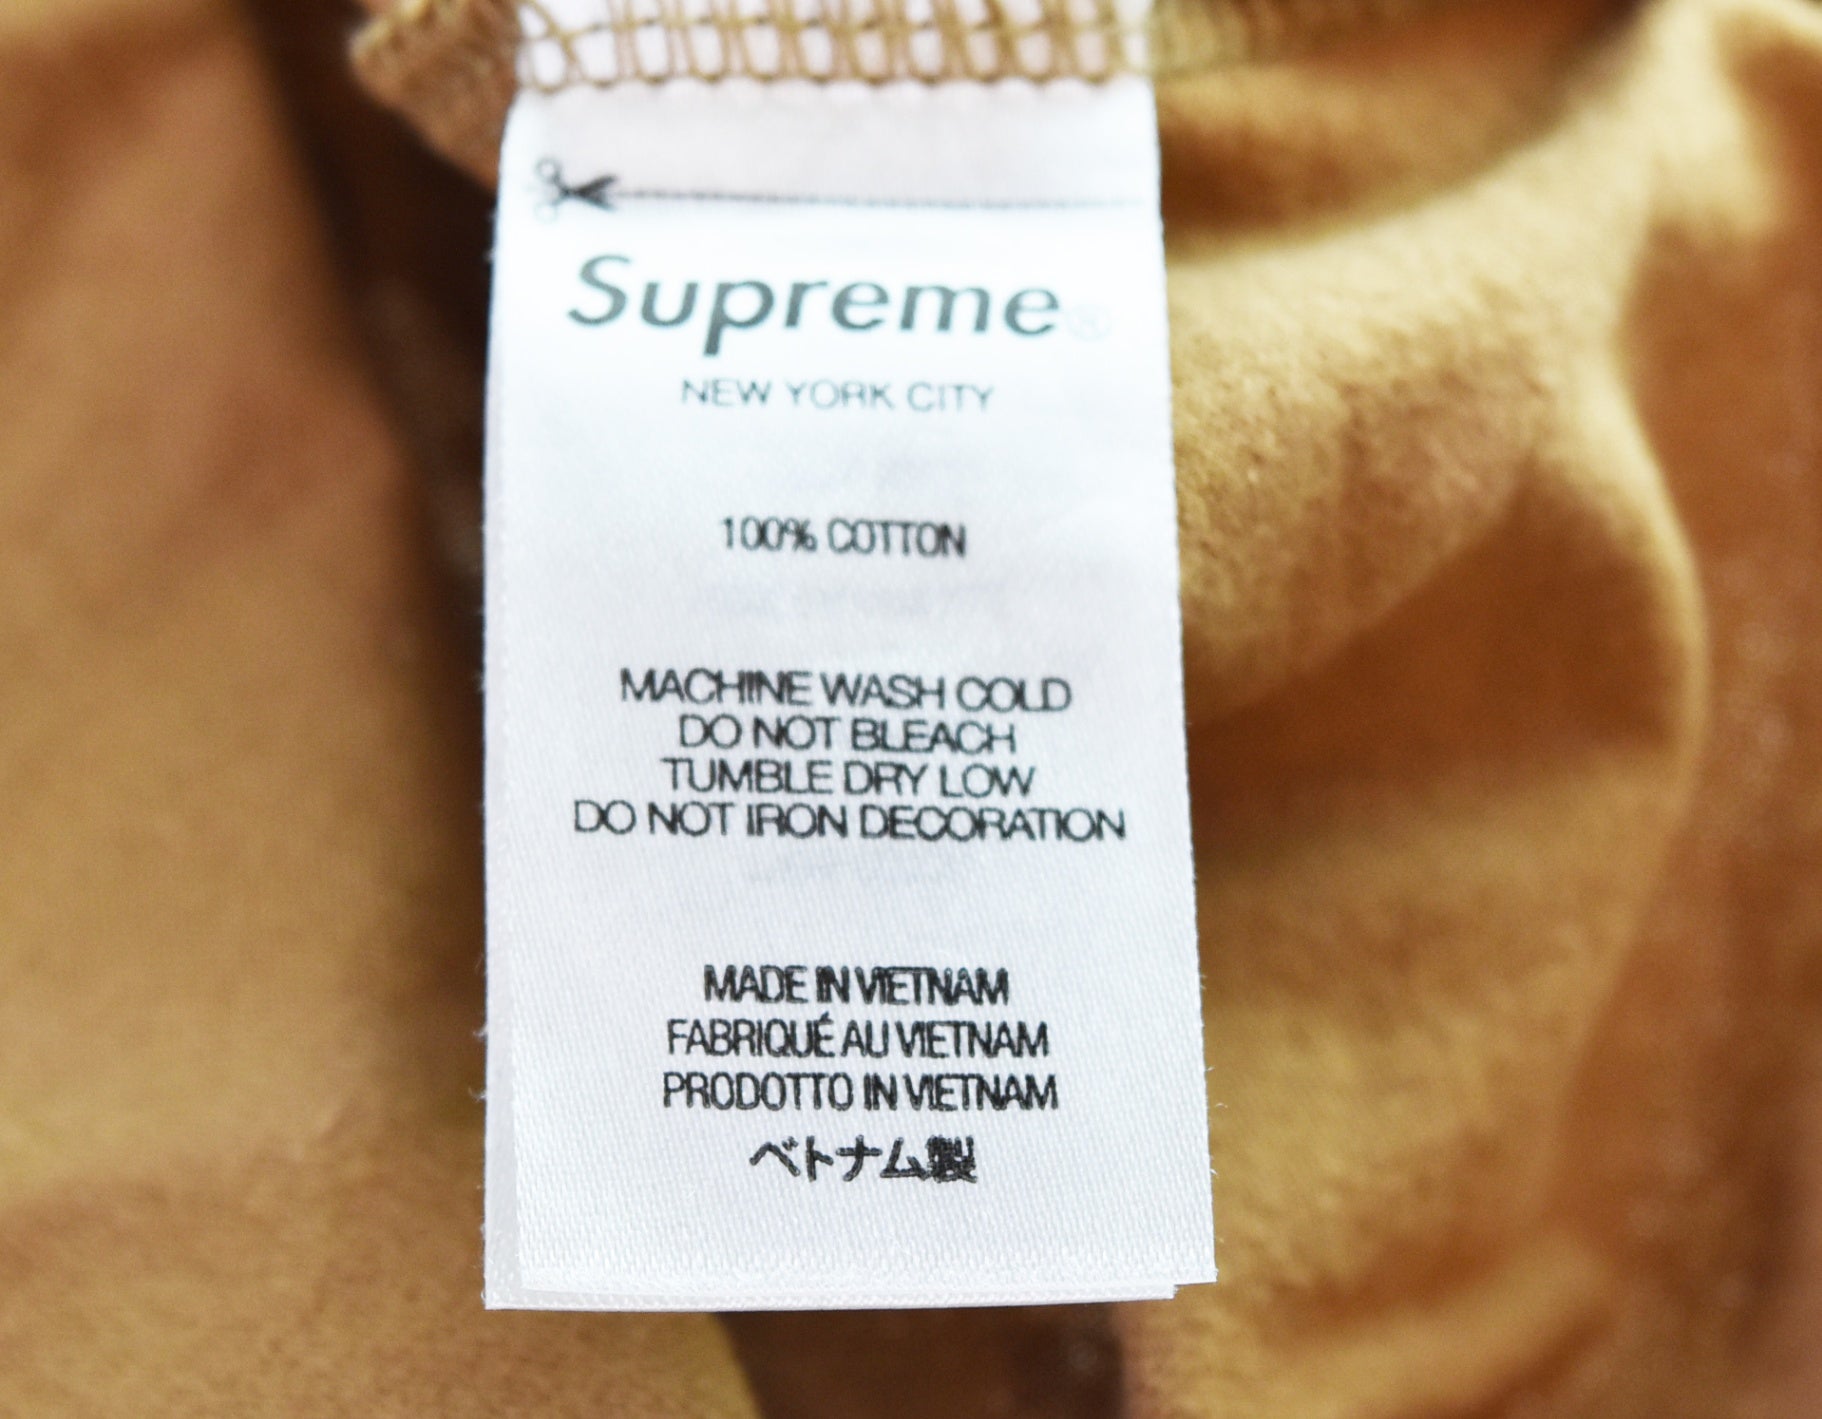 Supreme®
NEW YORK CITY
100% COTTON
MACHINE WASH COLD
DO NOT BLEACH
TUMBLE DRY LOW
DO NOT IRON DECORATION
MADE IN VIETNAM
FABRIQUÉ AU VIETNAM
PRODOTTO IN VIETNAM
ベトナム製